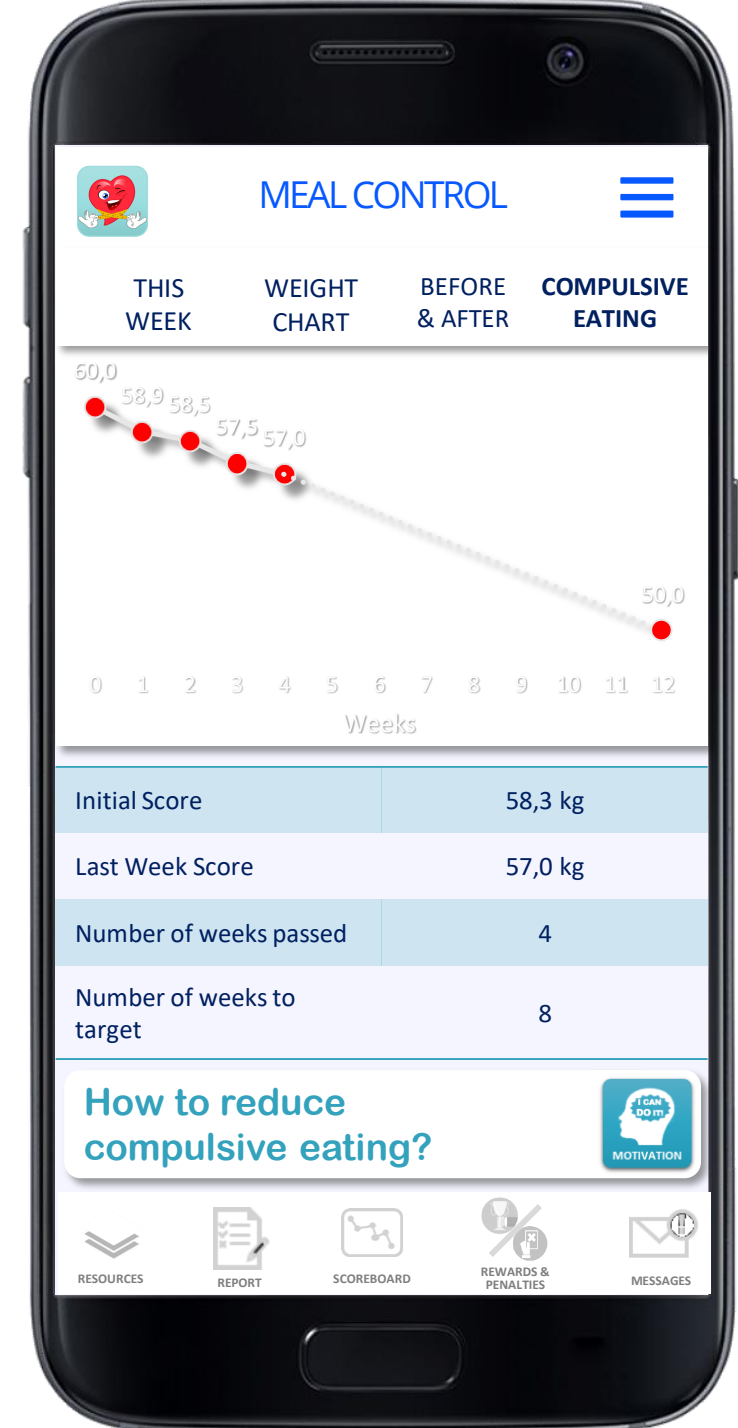 MEAL CONTROL
THIS
WEEK
WEIGHT
CHART
BEFORE
& AFTER
COMPULSIVE
EATING
60,0
58,9
58,5
57,5
57,0
50,0
0 1 2 3 4 5 6 7 8 9 10 11 12
Weeks
Initial Score 58,3 kg
Last Week Score 57,0 kg
Number of weeks passed 4
Number of weeks to
target
8
How to reduce
compulsive eating?
I CAN
DO IT!
MOTIVATION
RESOURCES
REPORT
SCOREBOARD
REWARDS &
PENALTIES
MESSAGES